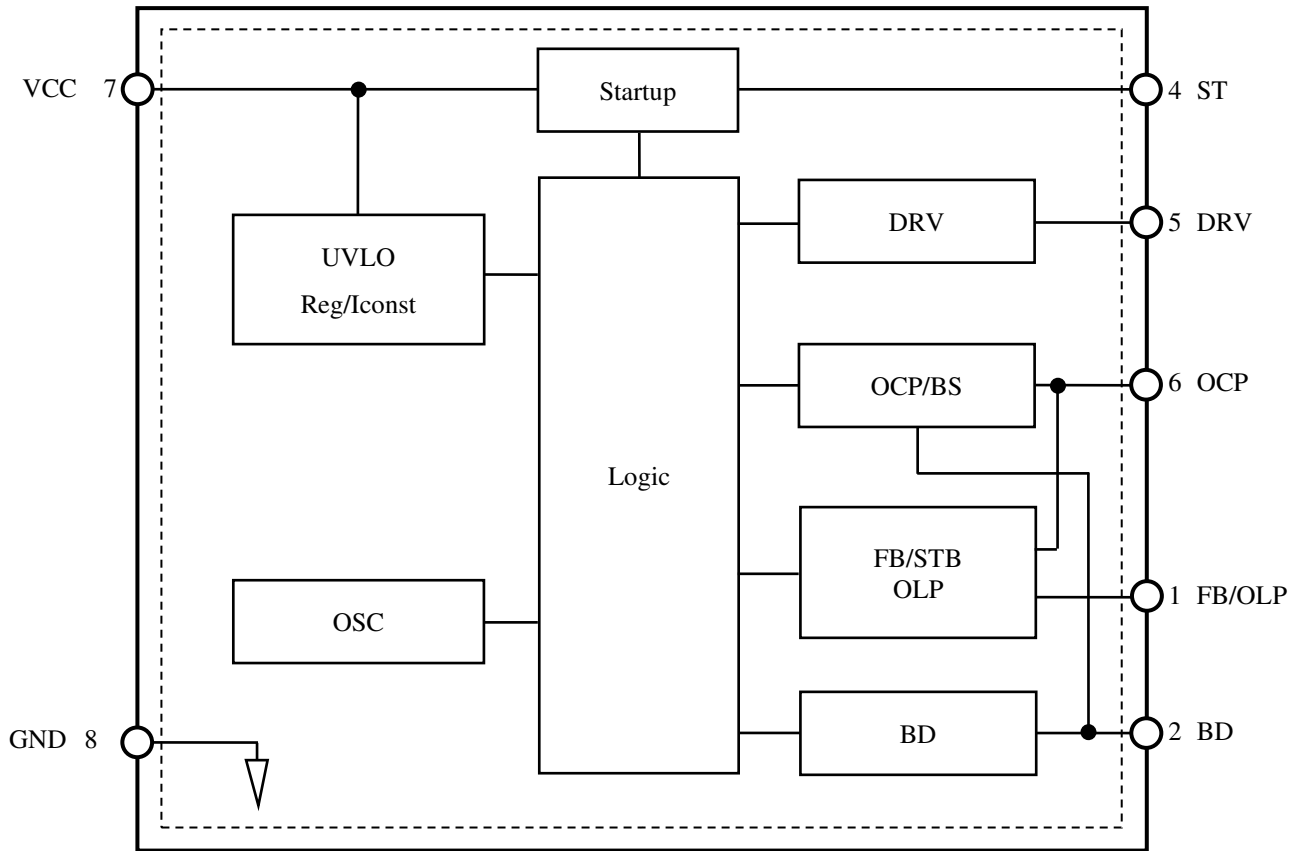 VCC 7
Startup
4 ST
DRV
5 DRV
UVLO
Reg/Iconst
OCP/BS
6 OCP
Logic
FB/STB
OLP
1 FB/OLP
OSC
GND 8
BD
2 BD